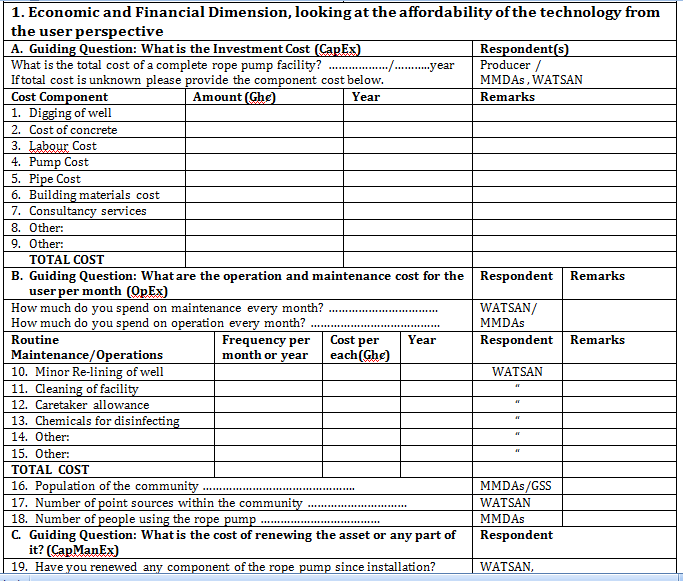 1. Economic and Financial Dimension, looking at the affordability of the technology from
the user perspective
A. Guiding Question: What is the Investment Cost (CapEx) Respondent(s)
What is the total cost of a complete rope pump facility? ................../...........year Producer /
If total cost is unknown please provide the component cost below. MMDAs, WATSAN
Cost Component Amount (Gh¢) Year Remarks
1. Digging of well
2. Cost of concrete
3. Labour Cost
4. Pump Cost
5. Pipe Cost
6. Building materials cost
7. Consultancy services
8. Other:
9. Other:
TOTAL COST
B. Guiding Question: What are the operation and maintenance cost for the Respondent Remarks
user per month (OpEx)
How much do you spend on maintenance every month? ................................. WATSAN/
How much do you spend on operation every month? ....................................... MMDAs
Routine Frequency per Cost per Year Respondent Remarks
Maintenance/Operations month or year each(Gh¢)
10. Minor Re-lining of well WATSAN
11. Cleaning of facility "
12. Caretaker allowance "
13. Chemicals for disinfecting "
14. Other: "
15. Other: "
TOTAL COST
16. Population of the community .............................................. MMDAs/GSS
17. Number of point sources within the community .............................. WATSAN
18. Number of people using the rope pump .................................... MMDAs
C. Guiding Question: What is the cost of renewing the asset or any part of Respondent
it? (CapManEx)
19. Have you renewed any component of the rope pump since installation? WATSAN,